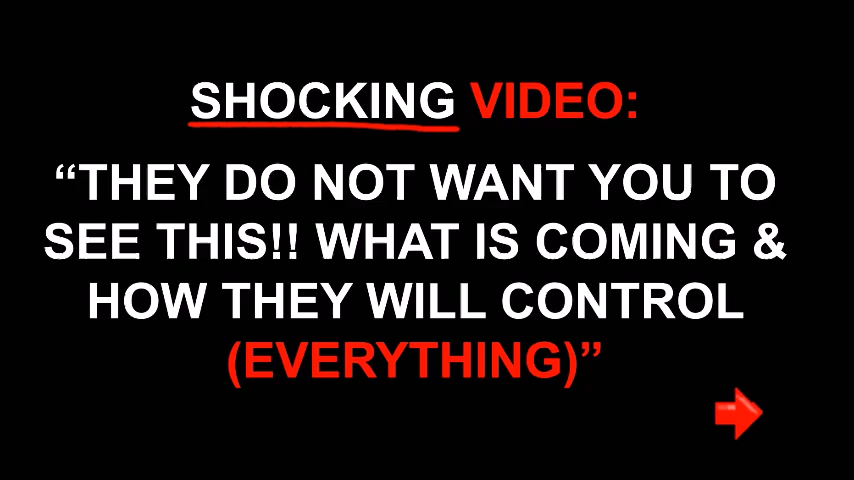 SHOCKING VIDEO:
“THEY DO NOT WANT YOU TO
SEE THIS!! WHAT IS COMING &
HOW THEY WILL CONTROL
(EVERYTHING)”